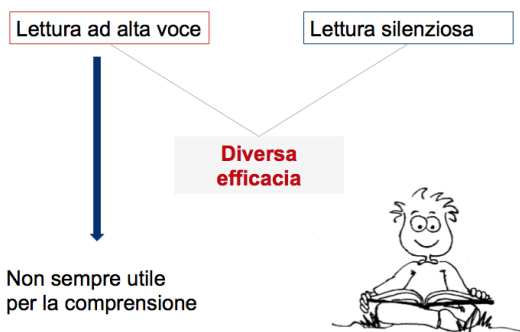 Lettura ad alta voce
Lettura silenziosa
Diversa
efficacia
Non sempre utile
per la comprensione